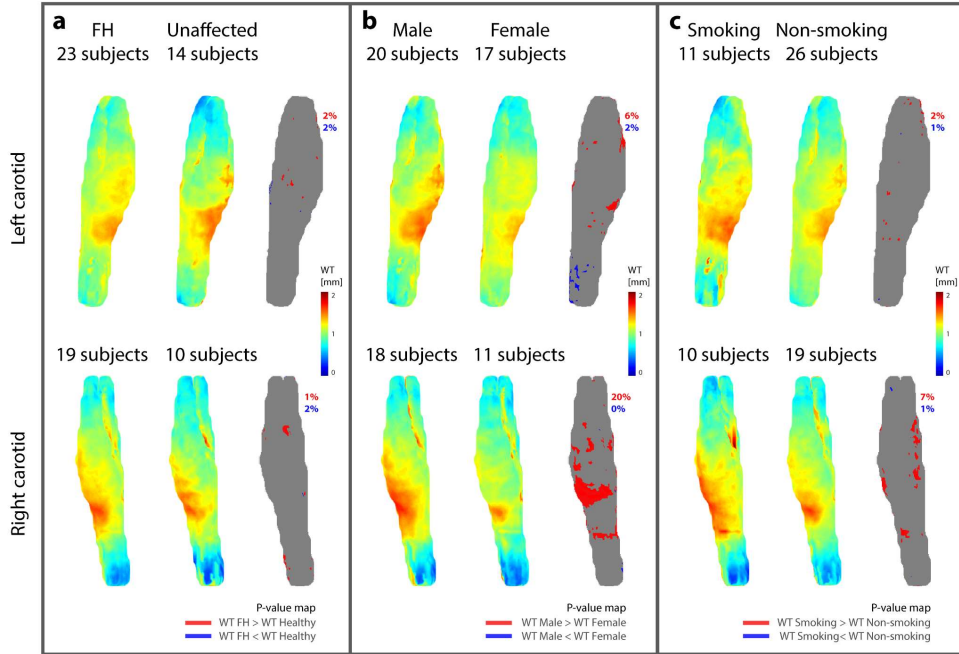 a
FH
Unaffected
23 subjects
14 subjects
2%
2%
WT
[mm]
2
1
0
19 subjects
10 subjects
1%
2%
P-value map
WT FH > WT Healthy
WT FH < WT Healthy
b
Male
Female
20 subjects
17 subjects
6%
2%
WT
[mm]
2
1
0
18 subjects
11 subjects
20%
0%
P-value map
WT Male > WT Female
WT Male < WT Female
c
Smoking
Non-smoking
11 subjects
26 subjects
2%
1%
WT
[mm]
2
1
0
10 subjects
19 subjects
7%
1%
P-value map
WT Smoking > WT Non-smoking
WT Smoking< WT Non-smoking
Left carotid
Right carotid